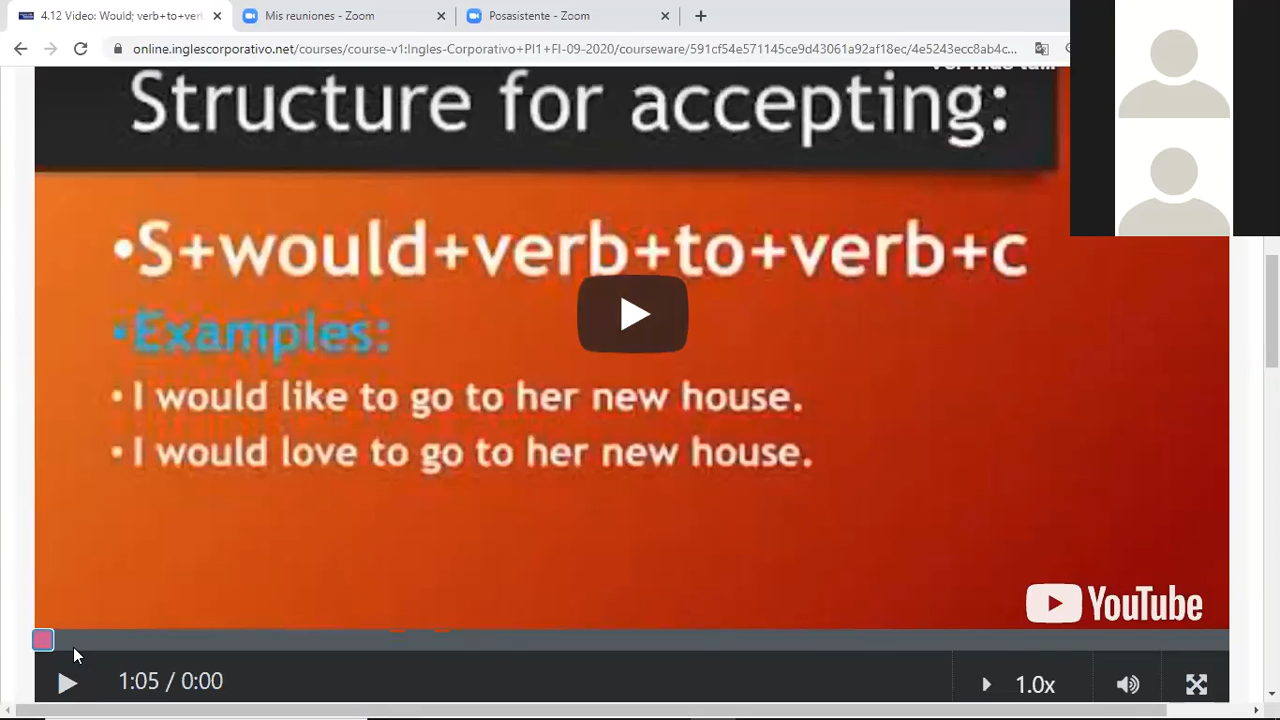 4.12 Video: Would; verb+to+ver
Mis reuniones - Zoom
Posasistente - Zoom
online.inglescorporativo.net/courses/course-v1:Ingles-Corporativo+PI1+FI-09-2020/courseware/591cf54e571145ce9d43061a92af18ec/4e5243ecc8ab4c...
Structure for accepting:
•S+would+verb+to+verb+c
•Examples:
• I would like to go to her new house.
• I would love to go to her new house.
YouTube
1:05 / 0:00
1.0x